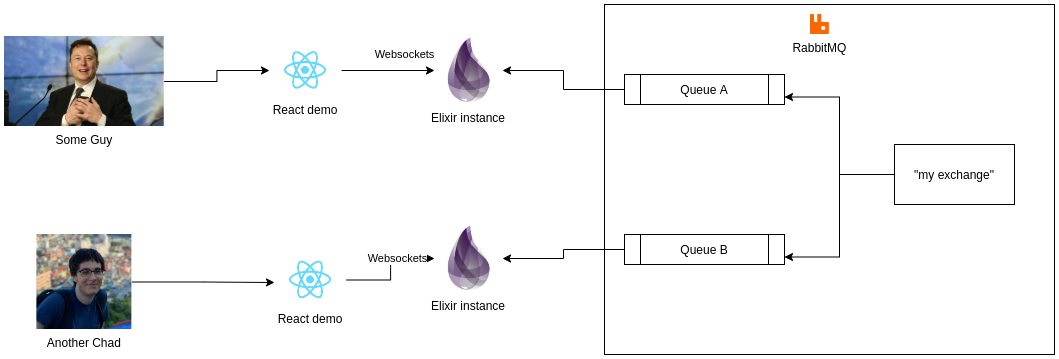 RabbitMQ
Websockets
Queue A
React demo
Elixir instance
Some Guy
"my exchange"
Queue B
Websockets
React demo
Elixir instance
Another Chad